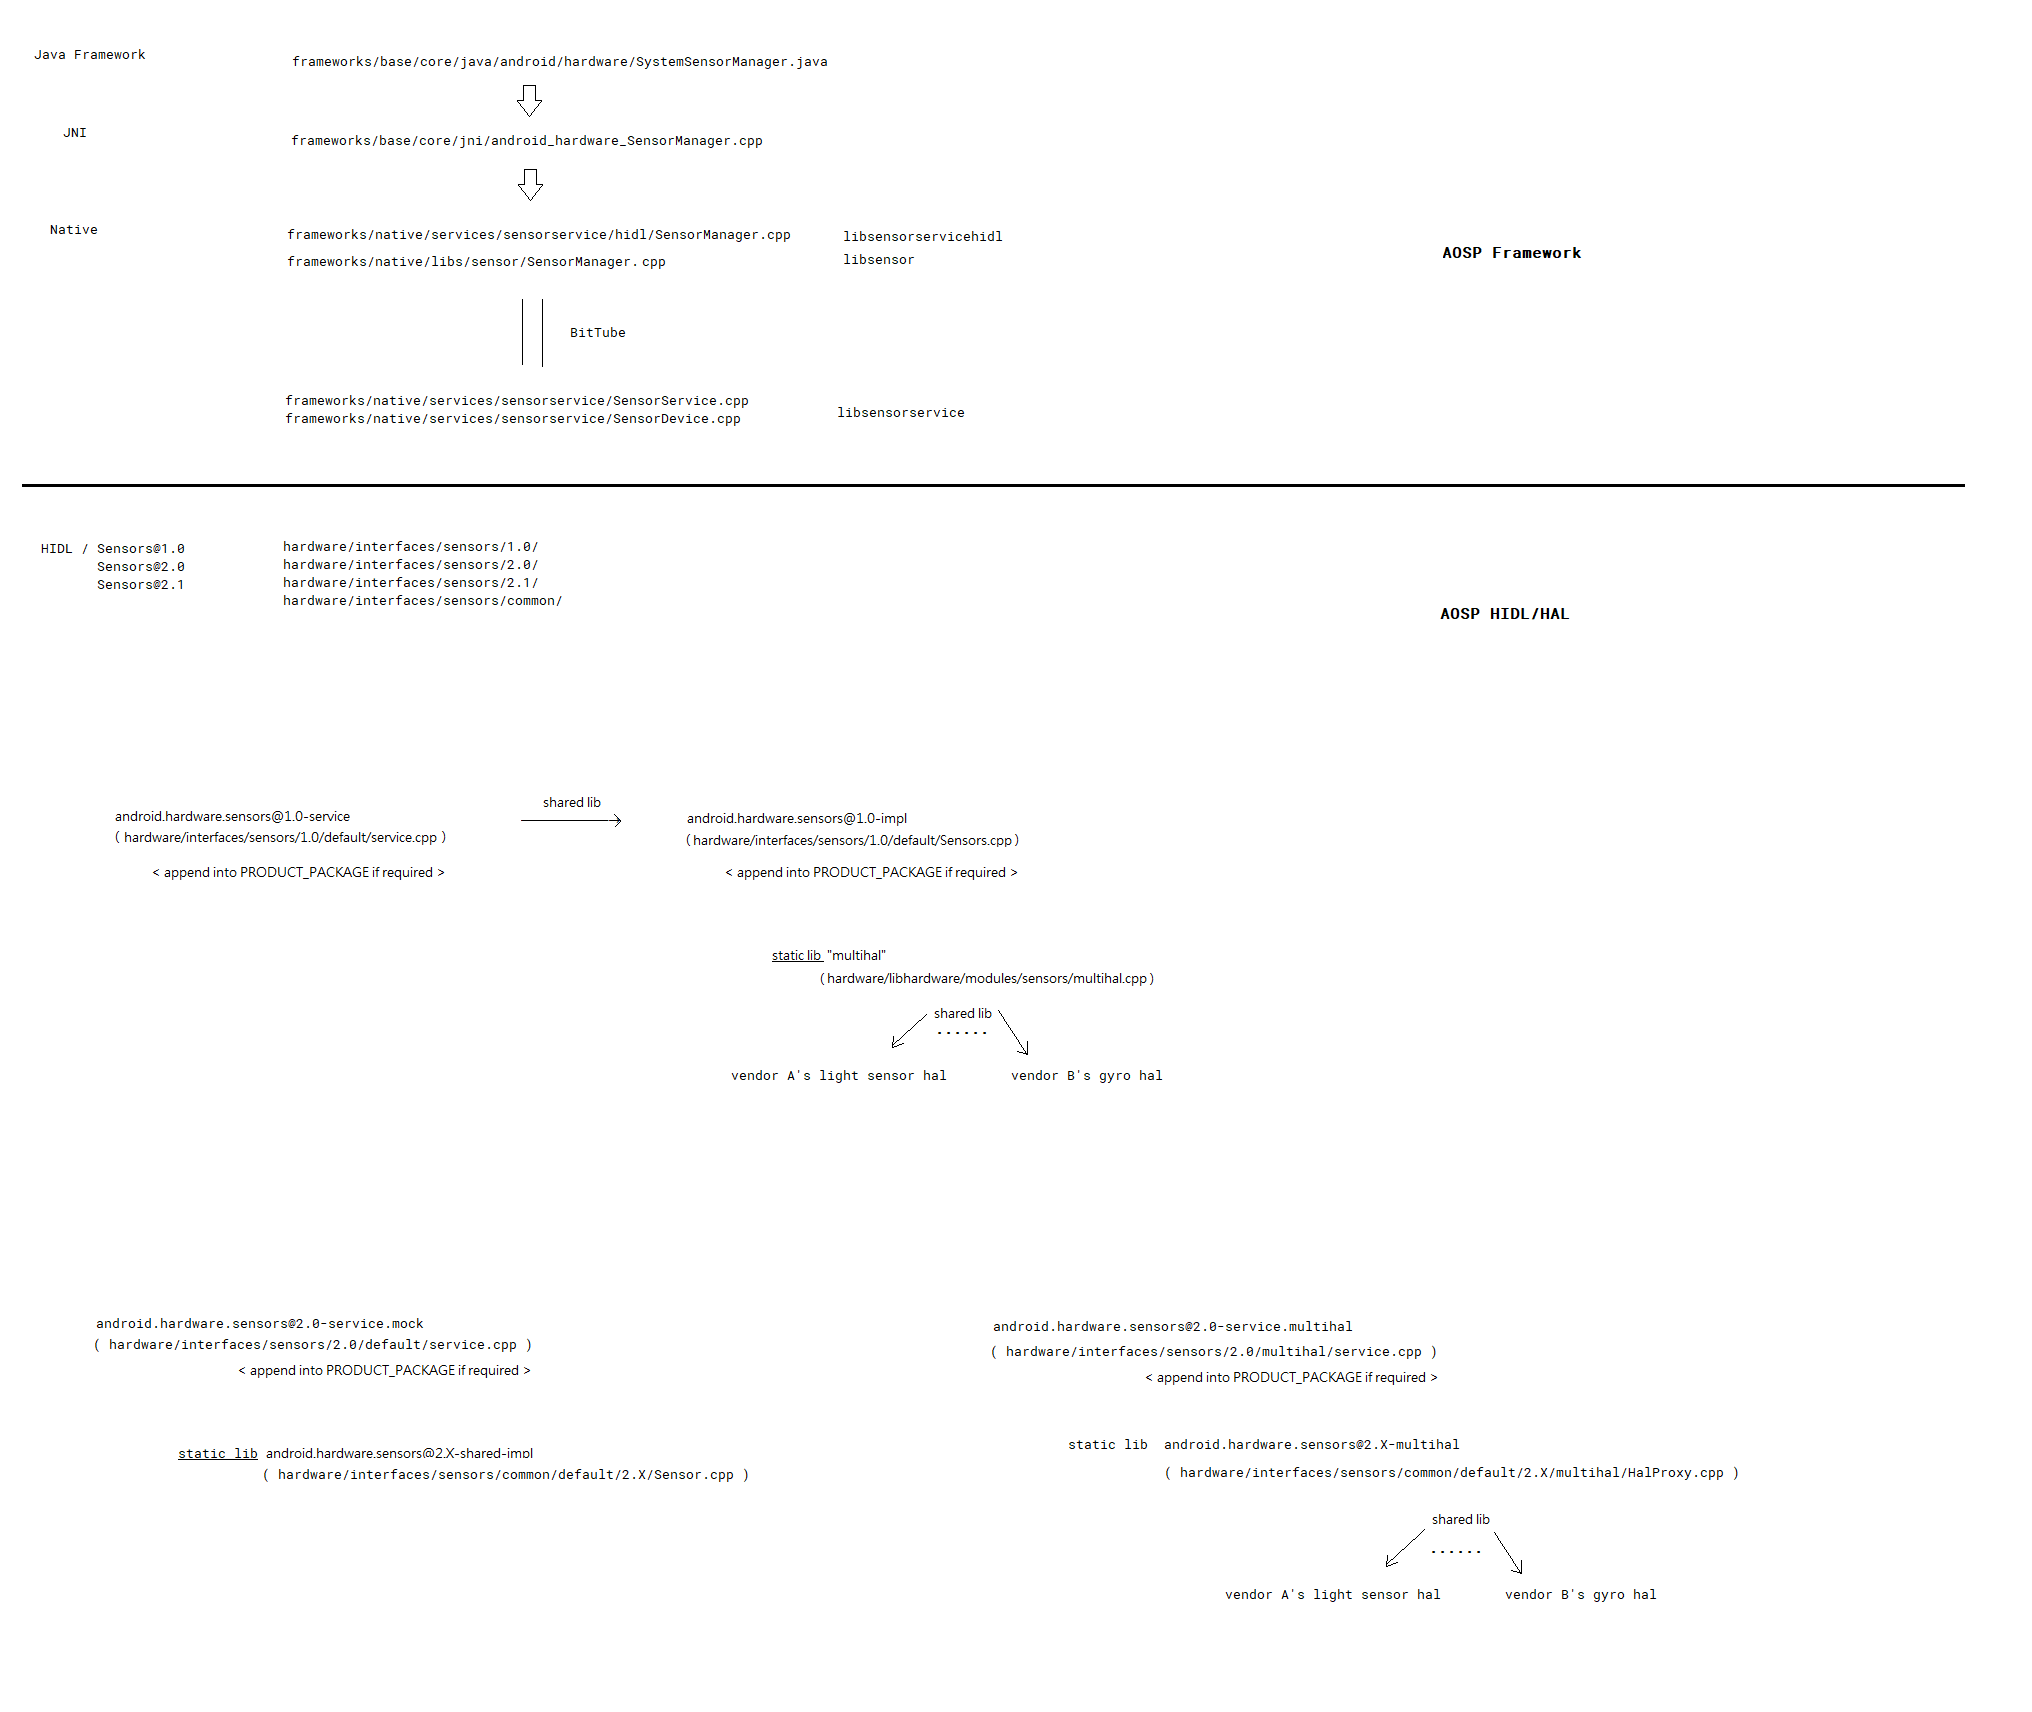 Java Framework
frameworks/base/core/java/android/hardware/SystemSensorManager.java
JNI
frameworks/base/core/jni/android_hardware_SensorManager.cpp
Native
frameworks/native/services/sensorservice/hidl/SensorManager.cpp
libsensorservicehidl
frameworks/native/libs/sensor/SensorManager.cpp
libsensor
AOSP Framework
BitTube
frameworks/native/services/sensorservice/SensorService.cpp
frameworks/native/services/sensorservice/SensorDevice.cpp
libsensorservice
HIDL / Sensors@1.0
Sensors@2.0
Sensors@2.1
hardware/interfaces/sensors/1.0/
hardware/interfaces/sensors/2.0/
hardware/interfaces/sensors/2.1/
hardware/interfaces/sensors/common/
AOSP HIDL/HAL
android.hardware.sensors@1.0-service
( hardware/interfaces/sensors/1.0/default/service.cpp )
< append into PRODUCT_PACKAGE if required >
shared lib
android.hardware.sensors@1.0-impl
( hardware/interfaces/sensors/1.0/default/Sensors.cpp )
< append into PRODUCT_PACKAGE if required >
static lib "multihal"
( hardware/libhardware/modules/sensors/multihal.cpp )
shared lib
......
vendor A's light sensor hal
vendor B's gyro hal
android.hardware.sensors@2.0-service.mock
( hardware/interfaces/sensors/2.0/default/service.cpp )
< append into PRODUCT_PACKAGE if required >
static lib android.hardware.sensors@2.X-shared-impl
( hardware/interfaces/sensors/common/default/2.X/Sensor.cpp )
android.hardware.sensors@2.0-service.multihal
( hardware/interfaces/sensors/2.0/multihal/service.cpp )
< append into PRODUCT_PACKAGE if required >
static lib android.hardware.sensors@2.X-multihal
( hardware/interfaces/sensors/common/default/2.X/multihal/HalProxy.cpp )
shared lib
......
vendor A's light sensor hal
vendor B's gyro hal